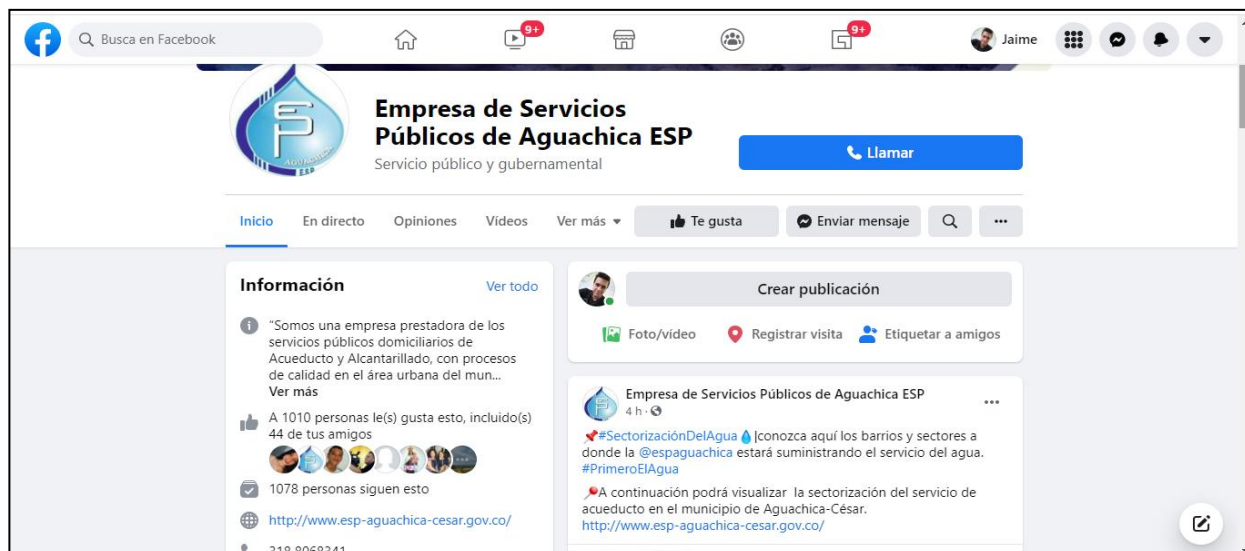 Busca en Facebook
9+
9+
Jaime
EP
AGUACHICA
ESP
Empresa de Servicios
Públicos de Aguachica ESP
Servicio público y gubernamental
Llamar
Inicio
En directo
Opiniones
Vídeos
Ver más
Te gusta
Enviar mensaje
Información
Ver todo
"Somos una empresa prestadora de los
servicios públicos domiciliarios de
Acueducto y Alcantarillado, con procesos
de calidad en el área urbana del mun...
Ver más
A 1010 personas le(s) gusta esto, incluido(s)
44 de tus amigos
1078 personas siguen esto
http://www.esp-aguachica-cesar.gov.co/
318 8068341
Crear publicación
Foto/vídeo
Registrar visita
Etiquetar a amigos
Empresa de Servicios Públicos de Aguachica ESP
4 h ·
#SectorizaciónDelAgua |conozca aquí los barrios y sectores a
donde la @espaguachica estará suministrando el servicio del agua.
#PrimeroElAgua
A continuación podrá visualizar la sectorización del servicio de
acueducto en el municipio de Aguachica-César.
http://www.esp-aguachica-cesar.gov.co/